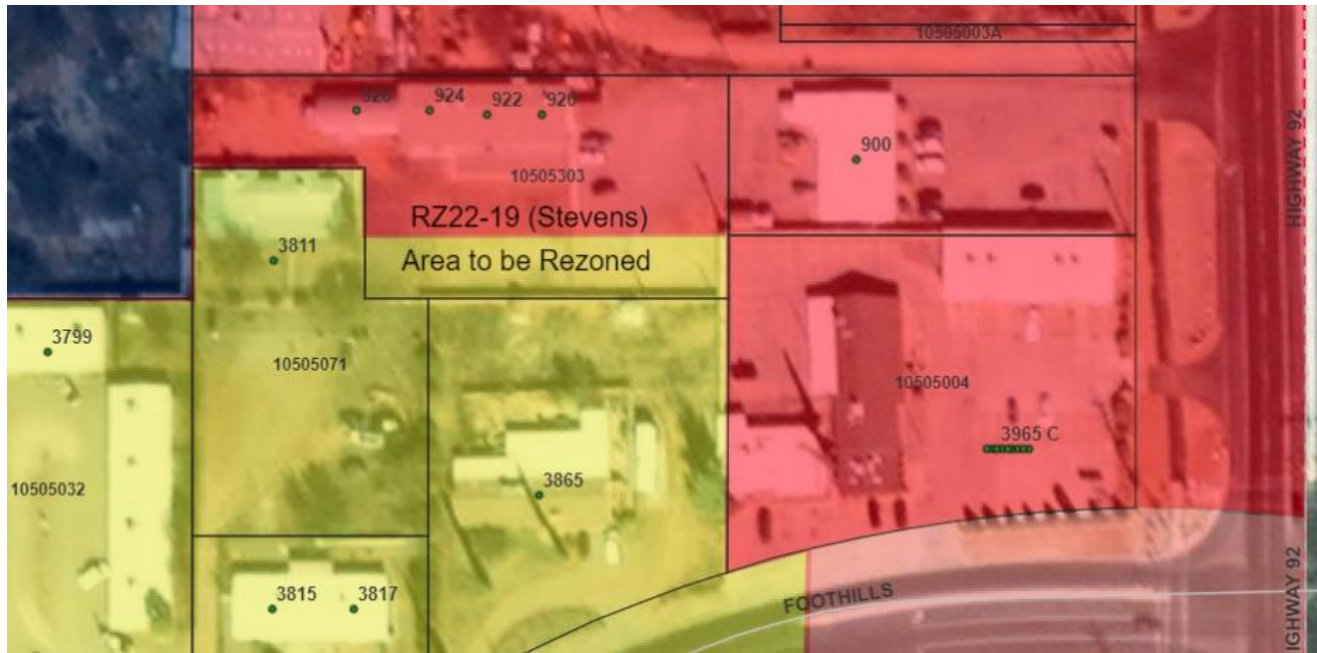 10505003A
926 924 922 920
900
10505303
RZ22-19 (Stevens)
3811
Area to be Rezoned
3799
10505071
10505004
3965 C
3865
10505032
3815 3817
FOOTHILLS
HIGHWAY 92
IGHWAY 92